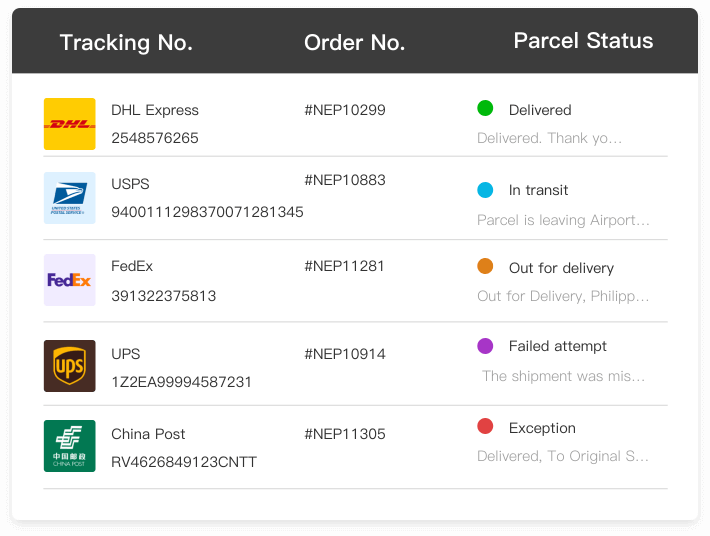 Tracking No. Order No. Parcel Status
DHL
DHL Express #NEP10299 Delivered
2548576265 Delivered. Thank yo...
UNITED STATES
POSTAL SERVICE®
USPS #NEP10883 In transit
9400111298370071281345 Parcel is leaving Airport...
FedEx
FedEx #NEP11281 Out for delivery
391322375813 Out for Delivery, Philipp...
ups
UPS #NEP10914 Failed attempt
1Z2EA99994587231 The shipment was mis...
中国邮政
CHINA POST
China Post #NEP11305 Exception
RV4626849123CNTT Delivered, To Original S...